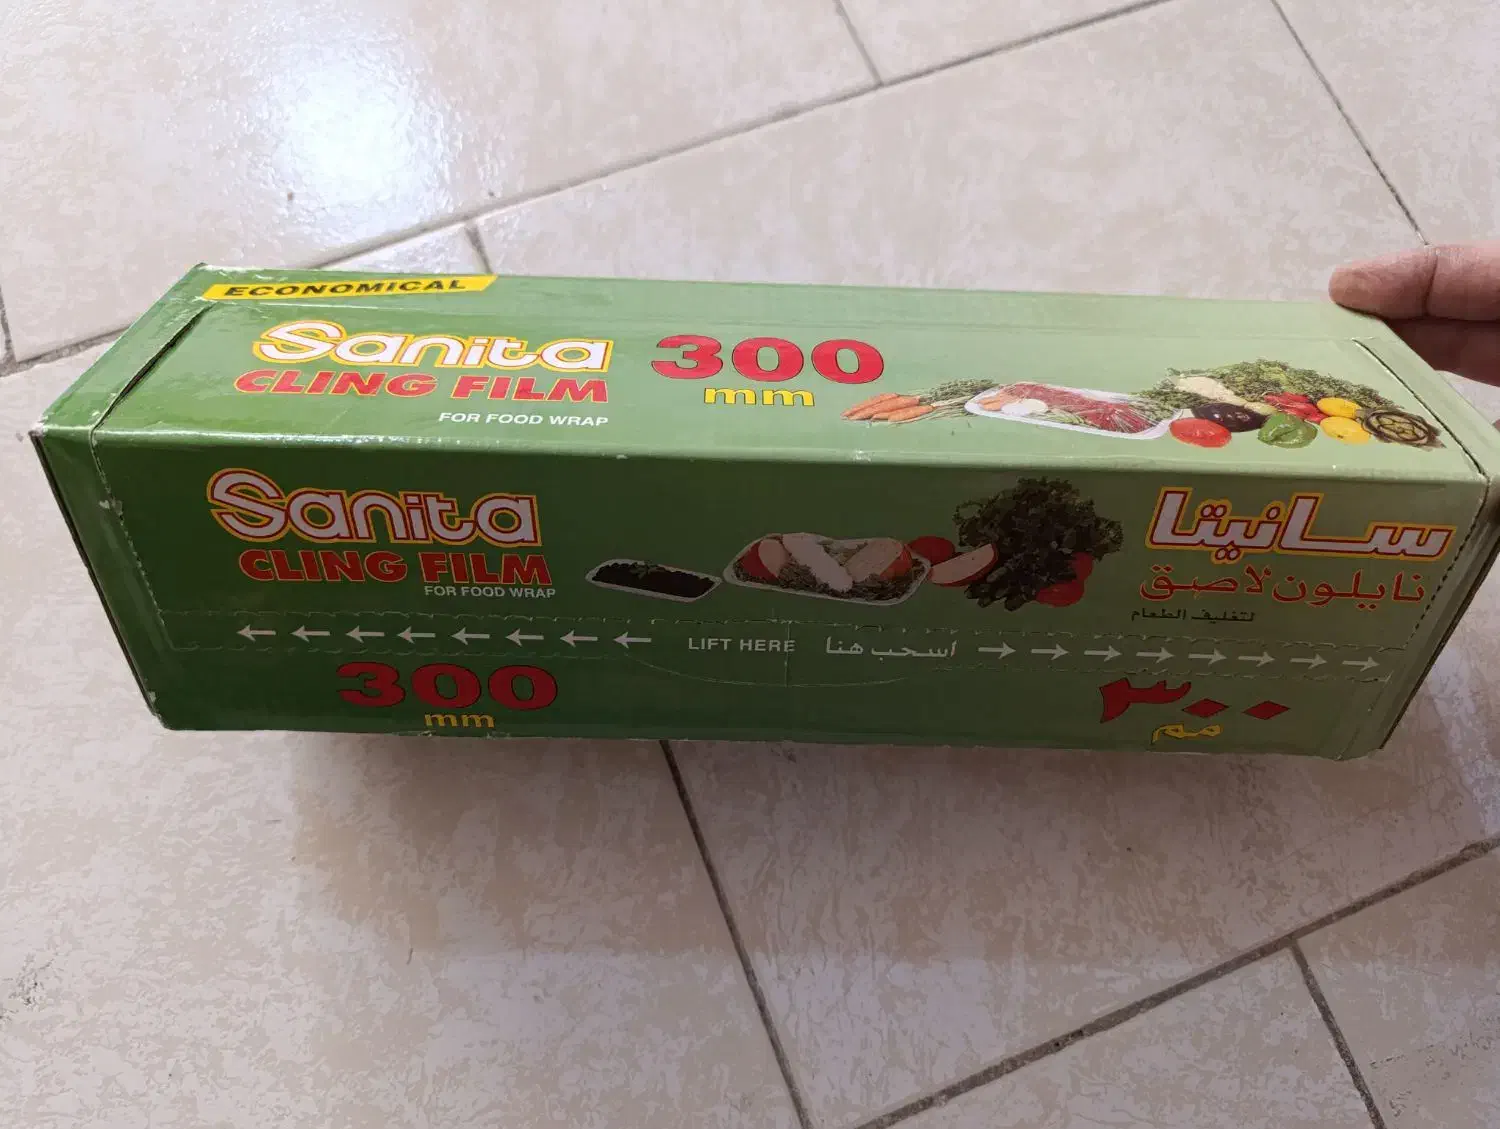 ECONOMICAL
Sanita
CLING FILM
FOR FOOD WRAP
300
mm
Sanita
CLING FILM
FOR FOOD WRAP
سانيتا
نايلون لاصق
لتغليف الطعام
LIFT HERE اسحب هنا
300
mm
٣٠٠
مم